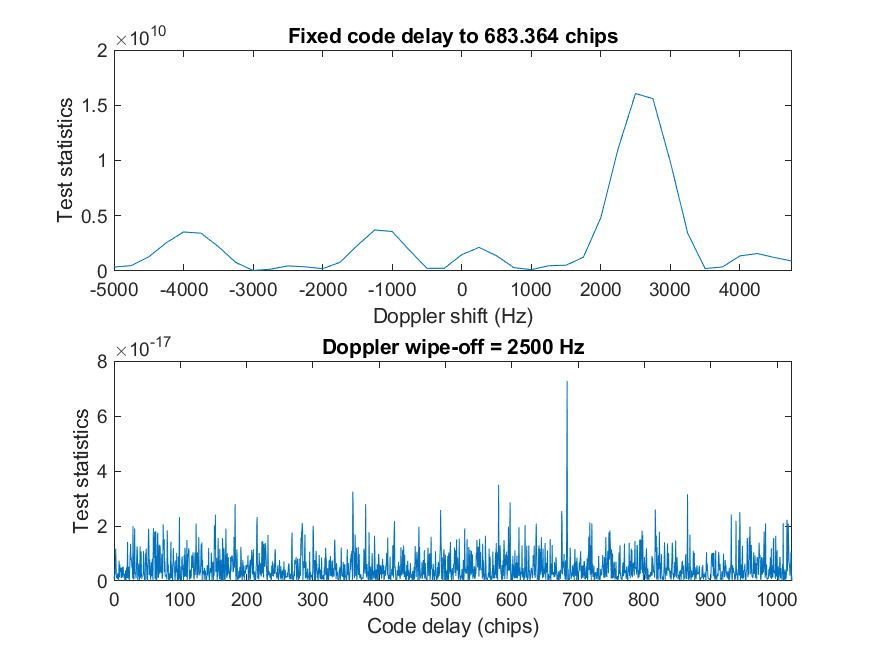 Fixed code delay to 683.364 chips
×10^10
2
1.5
1
0.5
0
Test statistics
-5000 -4000 -3000 -2000 -1000 0 1000 2000 3000 4000
Doppler shift (Hz)
Doppler wipe-off = 2500 Hz
×10^-17
8
6
4
2
0
Test statistics
0 100 200 300 400 500 600 700 800 900 1000
Code delay (chips)